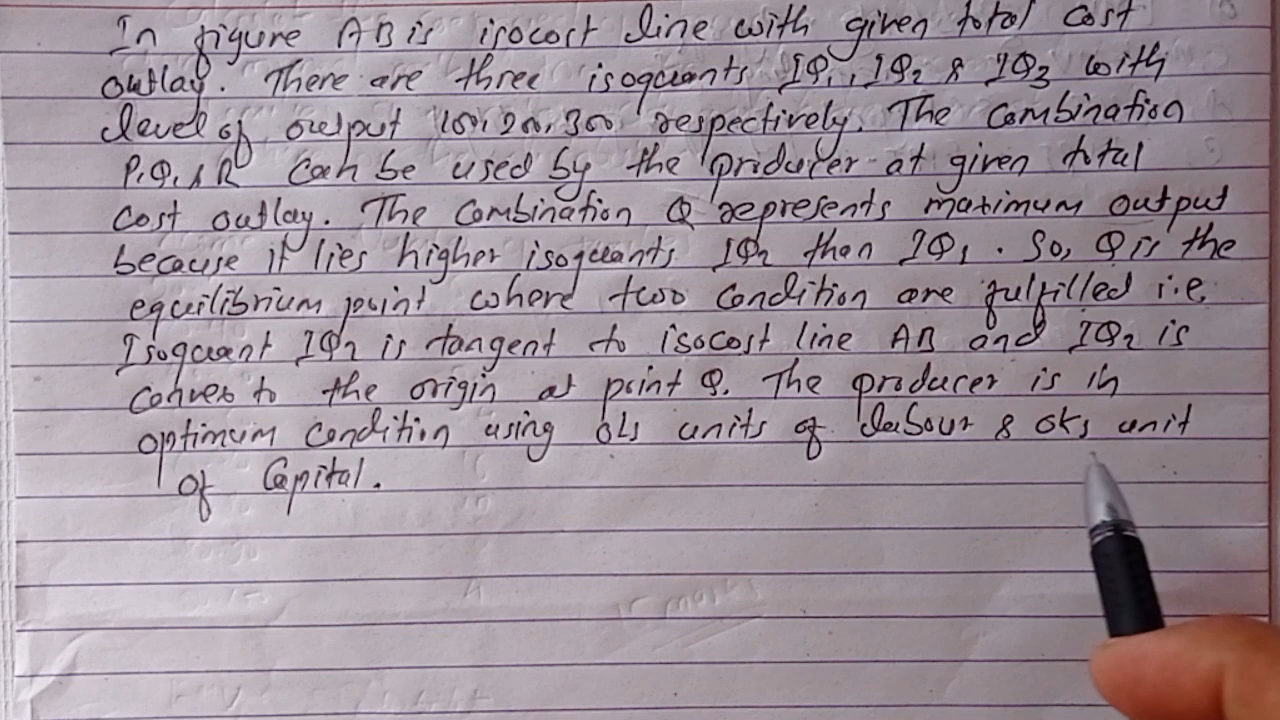 In figure AB is isocost line with given total cost
outlay. There are three isoquants IQ1, IQ2 & IQ3 with
level of output 100, 200, 300 respectively. The combination
P, Q, & R can be used by the producer at given total
cost outlay. The combination Q represents maximum output
because it lies higher isoquants IQ2 than IQ1. So, Q is the
equilibrium point where two condition are fulfilled i.e.
Isoquant IQ2 is tangent to isocost line AB and IQ2 is
convex to the origin at point Q. The producer is in
optimum condition using OL1 units of labour & OK1 unit
of Capital.